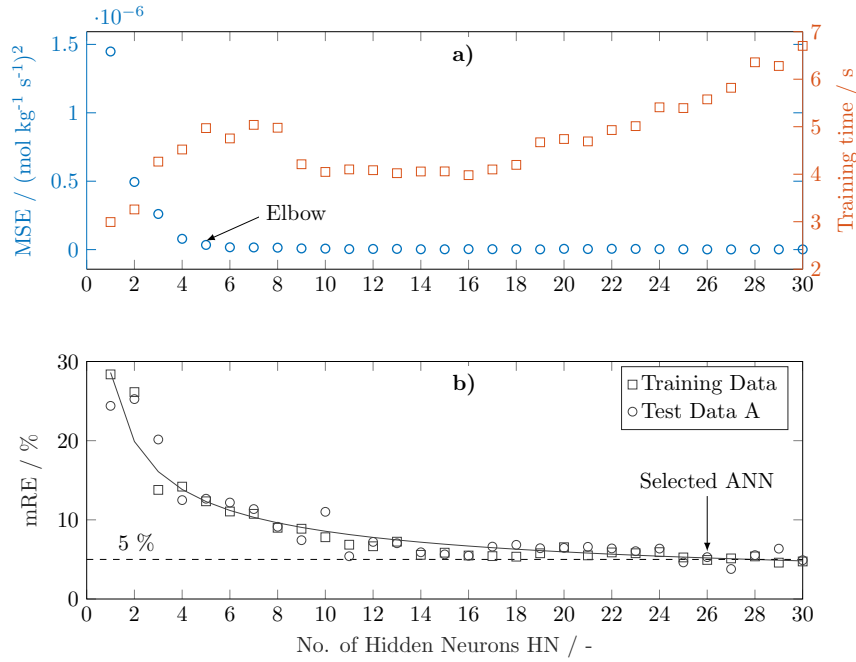 ·10⁻⁶
a)
MSE / (mol kg⁻¹ s⁻¹)²
1.5
1
0.5
0
Elbow
7
6
5
4
3
2
Training time / s
0 2 4 6 8 10 12 14 16 18 20 22 24 26 28 30
b)
mRE / %
30
20
10
0
5 %
Training Data
Test Data A
Selected ANN
0 2 4 6 8 10 12 14 16 18 20 22 24 26 28 30
No. of Hidden Neurons HN / -